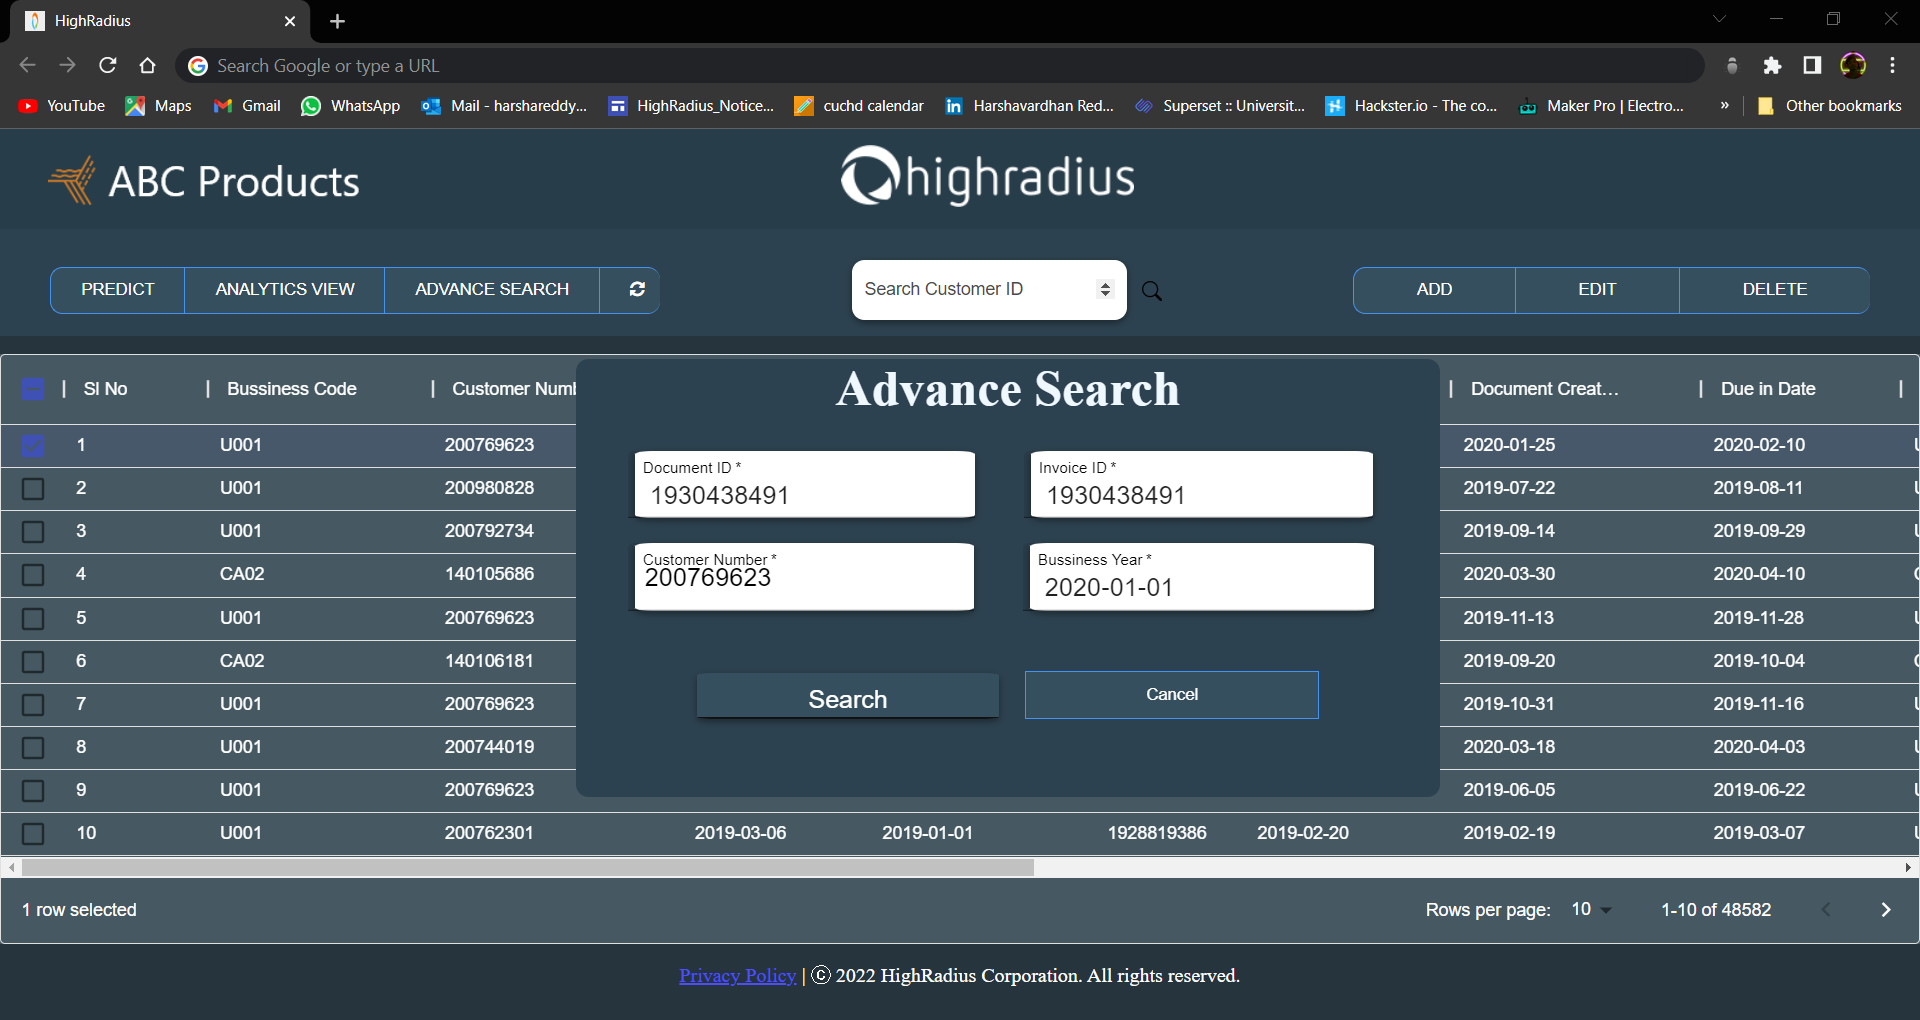 HighRadius
Search Google or type a URL
YouTube Maps Gmail WhatsApp Mail - harshareddy... HighRadius_Notice... cuchd calendar Harshavardhan Red... Superset :: Universit... Hackster.io - The co... Maker Pro | Electro... » Other bookmarks
ABC Products highradius
PREDICT ANALYTICS VIEW ADVANCE SEARCH Search Customer ID ADD EDIT DELETE
Sl No Bussiness Code Customer Numb Document Creat... Due in Date
Advance Search
1 U001 200769623 2020-01-25 2020-02-10
Document ID * Invoice ID *
1930438491 1930438491
2 U001 200980828 2019-07-22 2019-08-11
3 U001 200792734 2019-09-14 2019-09-29
Customer Number * Bussiness Year *
200769623 2020-01-01
4 CA02 140105686 2020-03-30 2020-04-10
5 U001 200769623 2019-11-13 2019-11-28
6 CA02 140106181 2019-09-20 2019-10-04
Search Cancel
7 U001 200769623 2019-10-31 2019-11-16
8 U001 200744019 2020-03-18 2020-04-03
9 U001 200769623 2019-06-05 2019-06-22
10 U001 200762301 2019-03-06 2019-01-01 1928819386 2019-02-20 2019-02-19 2019-03-07
1 row selected Rows per page: 10 1-10 of 48582
Privacy Policy | © 2022 HighRadius Corporation. All rights reserved.